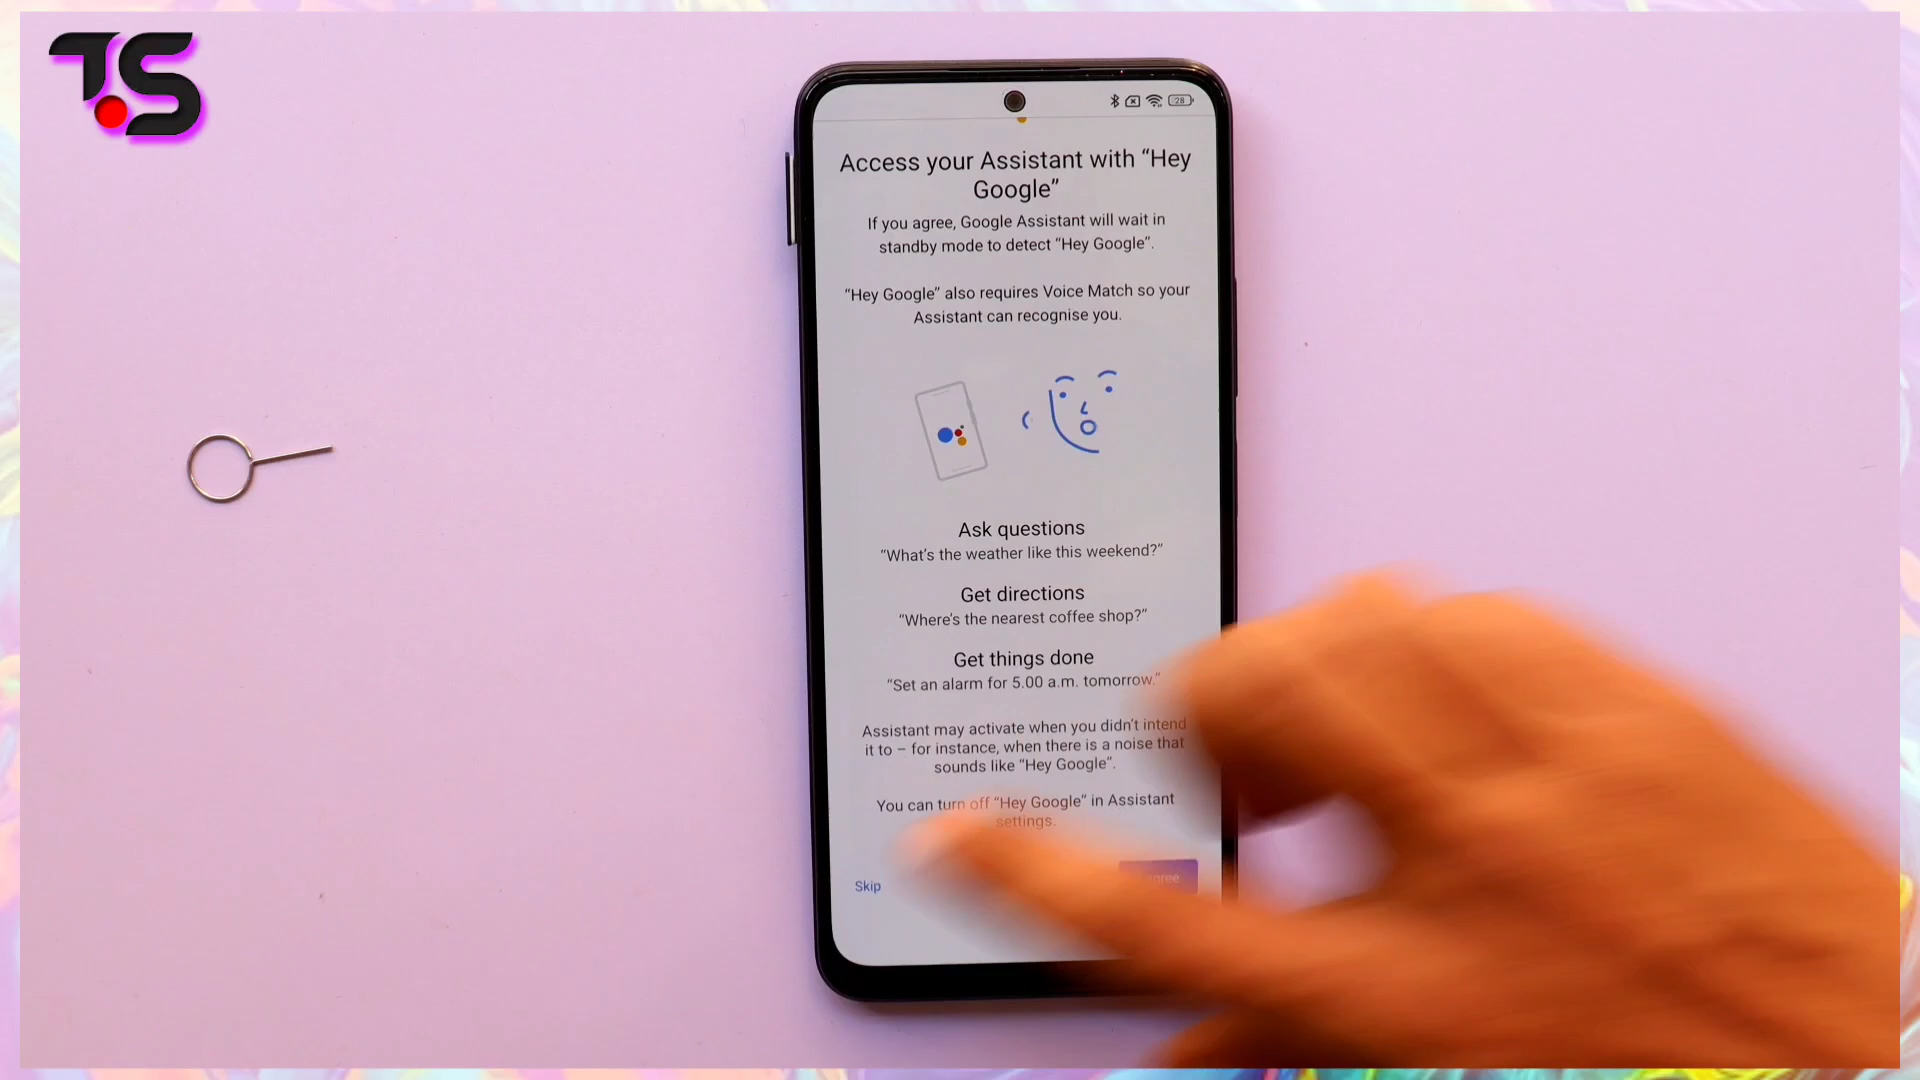 T.S
28
Access your Assistant with “Hey
Google”
If you agree, Google Assistant will wait in
standby mode to detect “Hey Google”.
“Hey Google” also requires Voice Match so your
Assistant can recognise you.
Ask questions
“What’s the weather like this weekend?”
Get directions
“Where’s the nearest coffee shop?”
Get things done
“Set an alarm for 5.00 a.m. tomorrow.”
Assistant may activate when you didn’t intend
it to – for instance, when there is a noise that
sounds like “Hey Google”.
You can turn off “Hey Google” in Assistant
settings.
Skip